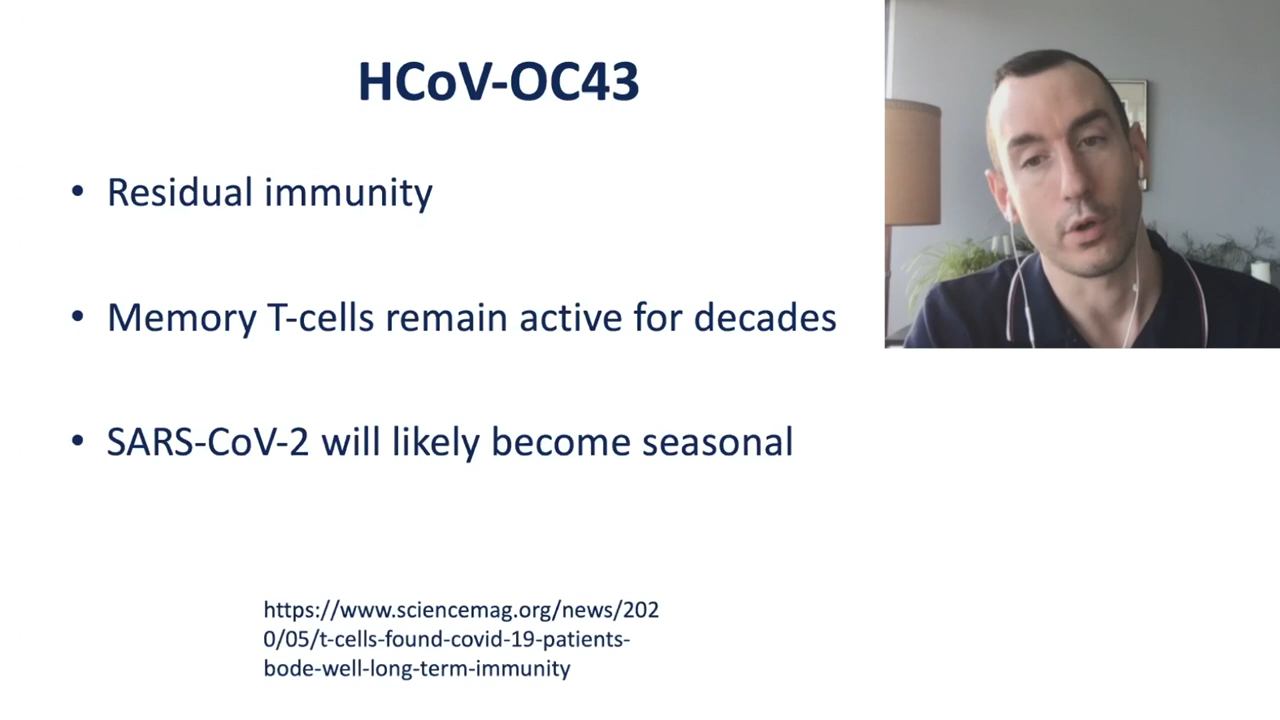 HCoV-OC43
• Residual immunity
• Memory T-cells remain active for decades
• SARS-CoV-2 will likely become seasonal
https://www.sciencemag.org/news/202
0/05/t-cells-found-covid-19-patients-
bode-well-long-term-immunity